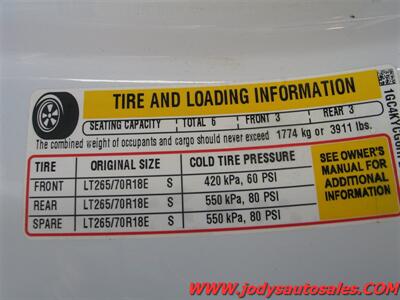 TIRE AND LOADING INFORMATION
SEATING CAPACITY TOTAL 6 FRONT 3 REAR 3
The combined weight of occupants and cargo should never exceed 1774 kg or 3911 lbs.
TIRE ORIGINAL SIZE COLD TIRE PRESSURE
FRONT LT265/70R18E S 420 kPa, 60 PSI
REAR LT265/70R18E S 550 kPa, 80 PSI
SPARE LT265/70R18E S 550 kPa, 80 PSI
SEE OWNER'S
MANUAL FOR
ADDITIONAL
INFORMATION
www.jodysautosales.COM